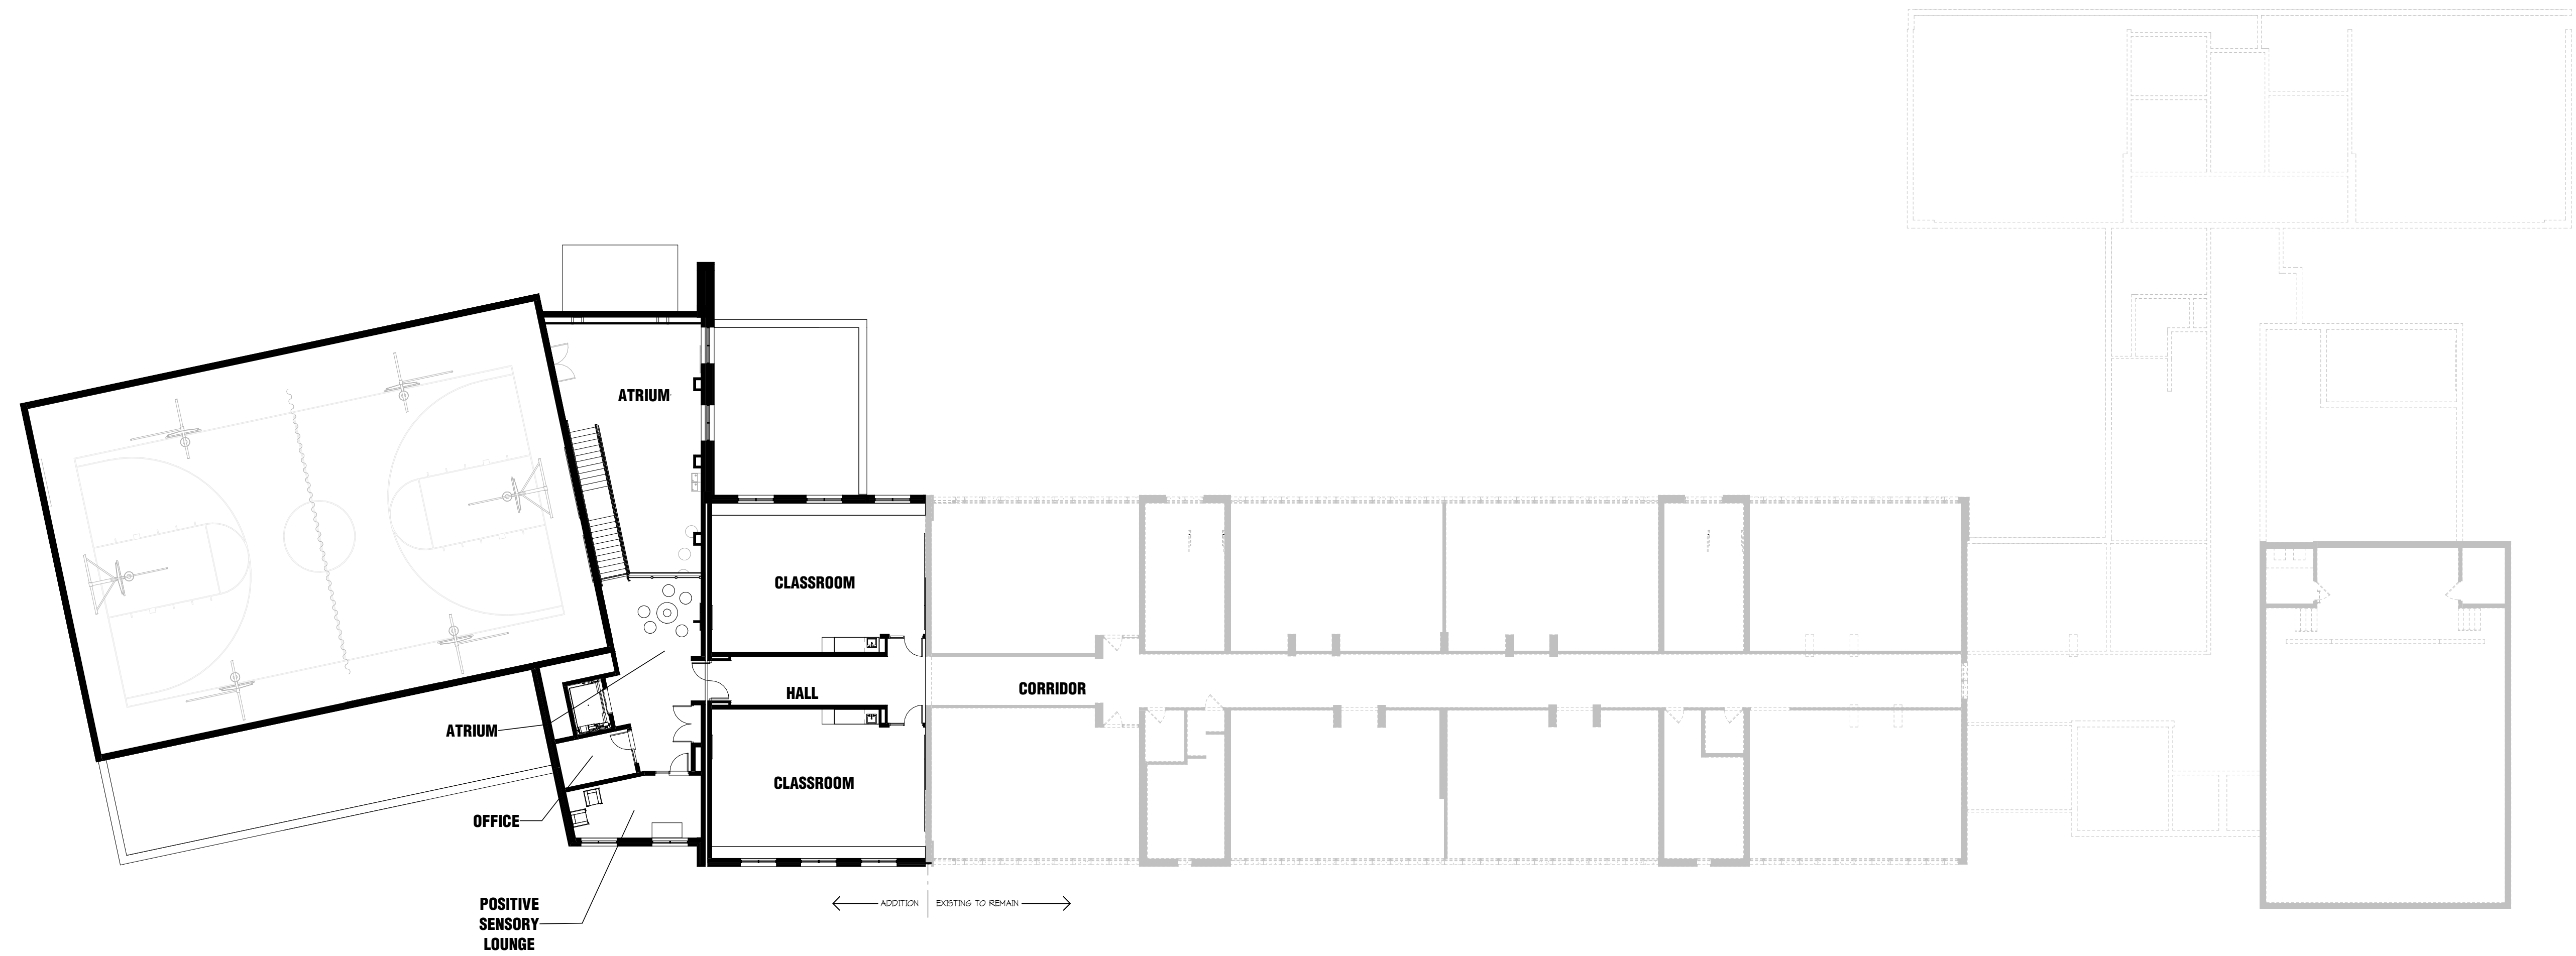 ATRIUM
CLASSROOM
HALL
CORRIDOR
ATRIUM
CLASSROOM
OFFICE
POSITIVE
SENSORY
LOUNGE
ADDITION
EXISTING TO REMAIN